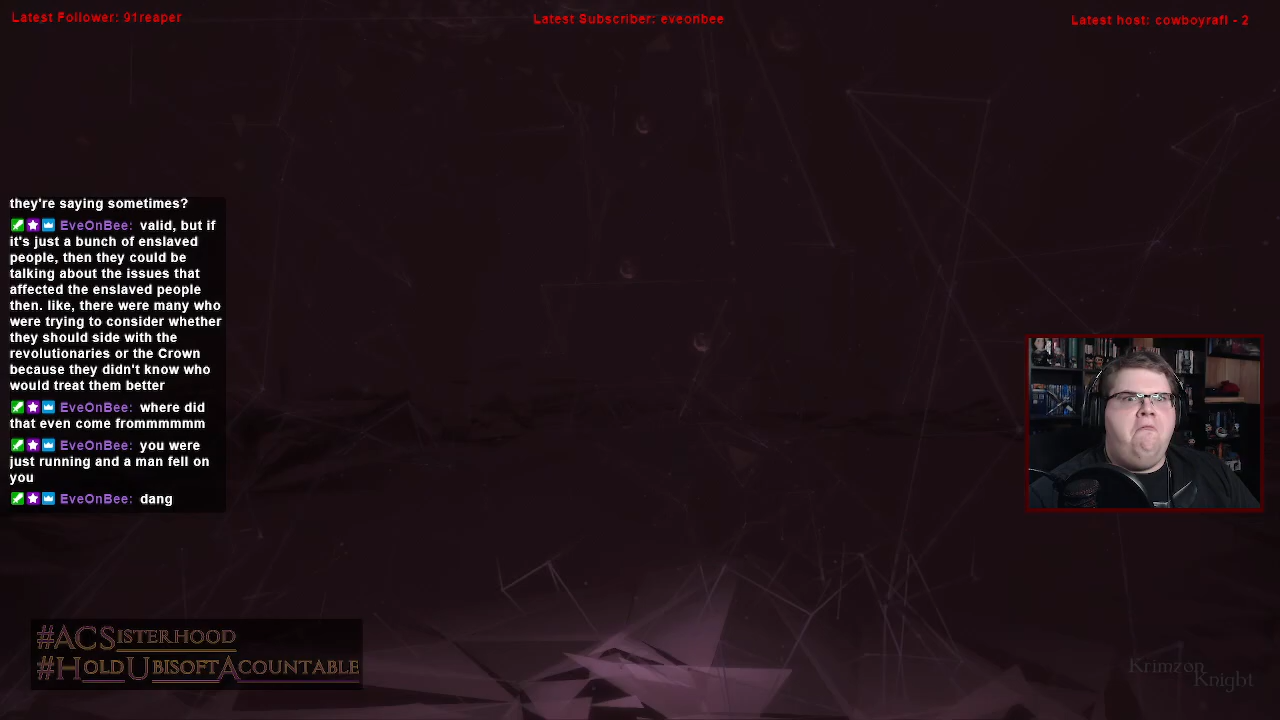 Latest Follower: 91reaper
Latest Subscriber: eveonbee
Latest host: cowboyrafl - 2
they're saying sometimes?
EveOnBee: valid, but if
it's just a bunch of enslaved
people, then they could be
talking about the issues that
affected the enslaved people
then. like, there were many who
were trying to consider whether
they should side with the
revolutionaries or the Crown
because they didn't know who
would treat them better
EveOnBee: where did
that even come frommmmmm
EveOnBee: you were
just running and a man fell on
you
EveOnBee: dang
#ACSisterhood
#HoldUbisoftAcountable
Krimzon
Knight